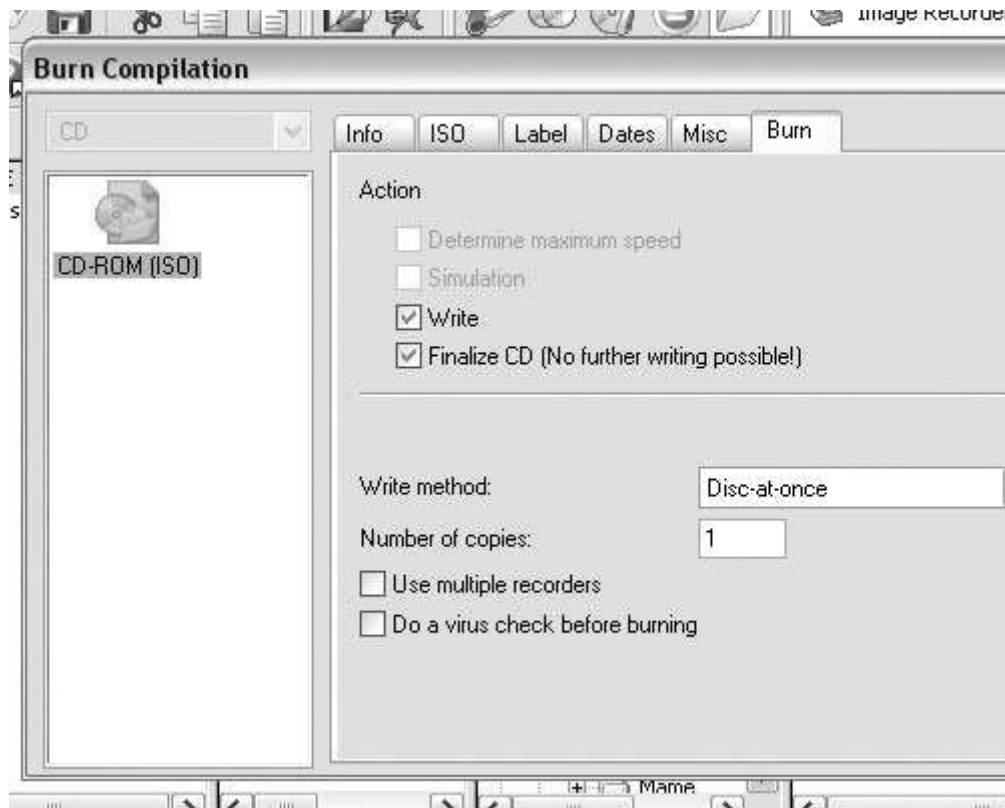 Image Recorde
Burn Compilation
CD
Info ISO Label Dates Misc Burn
Action
Determine maximum speed
Simulation
CD-ROM (ISO)
Write
Finalize CD (No further writing possible!)
Write method: Disc-at-once
Number of copies: 1
Use multiple recorders
Do a virus check before burning
Mame